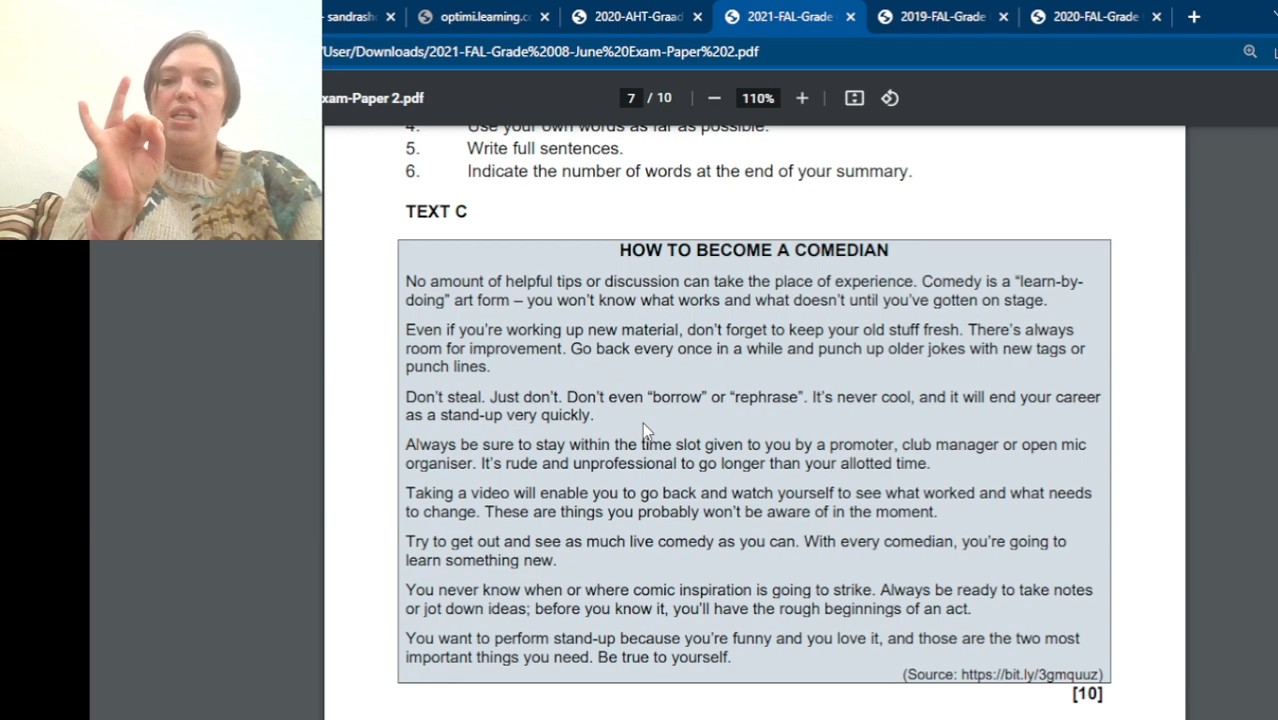 - sandrash
optimi.learning.c
2020-AHT-Graad
2021-FAL-Grade
2019-FAL-Grade
2020-FAL-Grade
User/Downloads/2021-FAL-Grade%2008-June%20Exam-Paper%202.pdf
xam-Paper 2.pdf
7 / 10
110%
4. Use your own words as far as possible.
5. Write full sentences.
6. Indicate the number of words at the end of your summary.
TEXT C
HOW TO BECOME A COMEDIAN
No amount of helpful tips or discussion can take the place of experience. Comedy is a “learn-by-
doing” art form – you won’t know what works and what doesn’t until you’ve gotten on stage.
Even if you’re working up new material, don’t forget to keep your old stuff fresh. There’s always
room for improvement. Go back every once in a while and punch up older jokes with new tags or
punch lines.
Don’t steal. Just don’t. Don’t even “borrow” or “rephrase”. It’s never cool, and it will end your career
as a stand-up very quickly.
Always be sure to stay within the time slot given to you by a promoter, club manager or open mic
organiser. It’s rude and unprofessional to go longer than your allotted time.
Taking a video will enable you to go back and watch yourself to see what worked and what needs
to change. These are things you probably won’t be aware of in the moment.
Try to get out and see as much live comedy as you can. With every comedian, you’re going to
learn something new.
You never know when or where comic inspiration is going to strike. Always be ready to take notes
or jot down ideas; before you know it, you’ll have the rough beginnings of an act.
You want to perform stand-up because you’re funny and you love it, and those are the two most
important things you need. Be true to yourself.
(Source: https://bit.ly/3gmquuz)
[10]